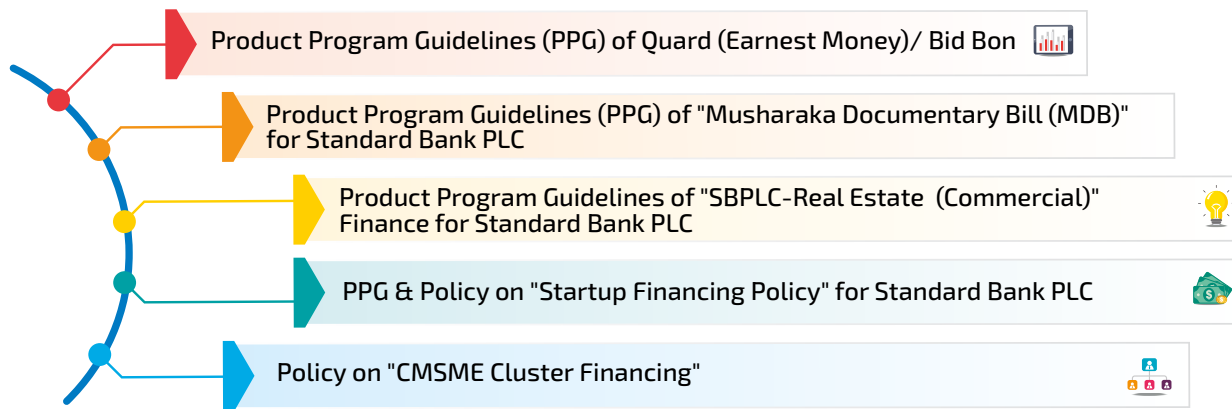 Product Program Guidelines (PPG) of Quard (Earnest Money)/ Bid Bon
Product Program Guidelines (PPG) of "Musharaka Documentary Bill (MDB)"
for Standard Bank PLC
Product Program Guidelines of "SBPLC-Real Estate (Commercial)"
Finance for Standard Bank PLC
PPG & Policy on "Startup Financing Policy" for Standard Bank PLC
Policy on "CMSME Cluster Financing"